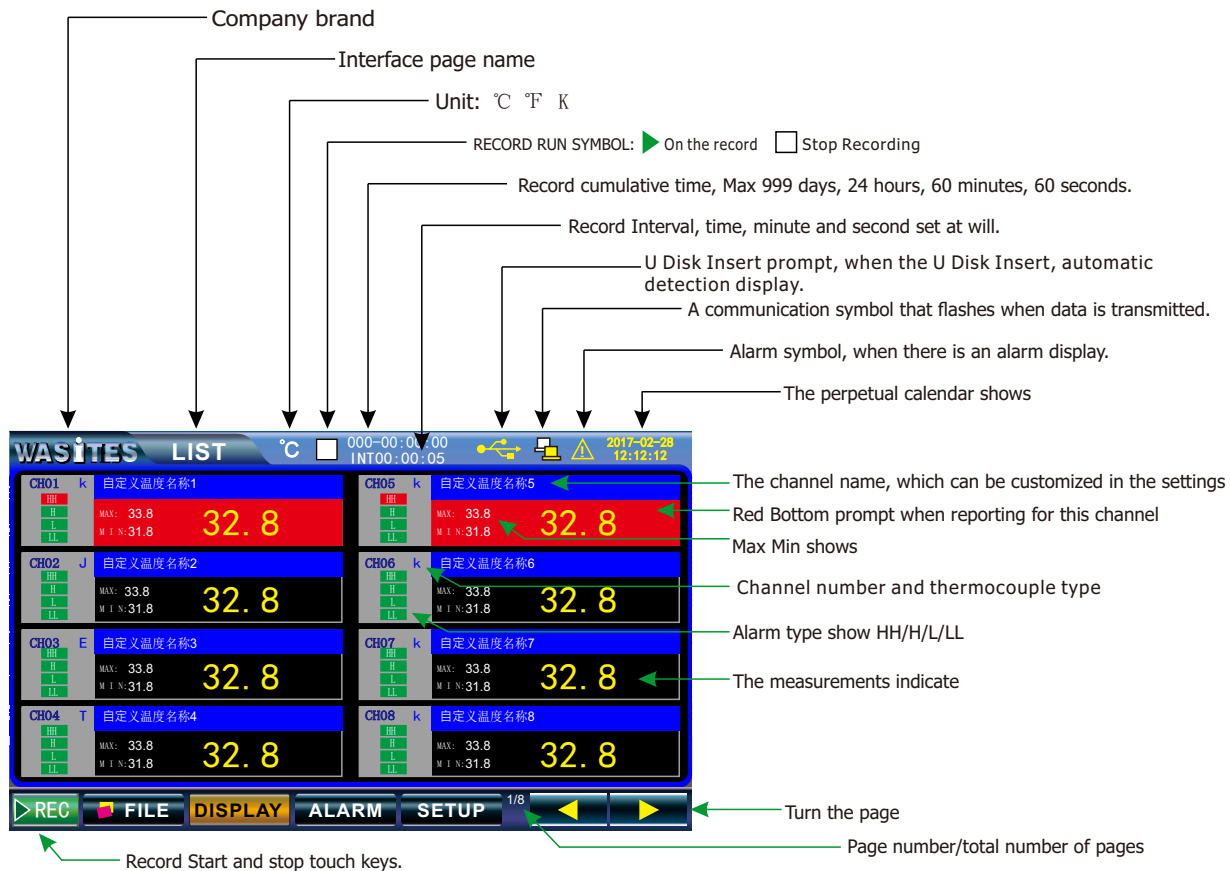 Company brand
Interface page name
Unit: ℃ ℉ K
RECORD RUN SYMBOL: On the record Stop Recording
Record cumulative time, Max 999 days, 24 hours, 60 minutes, 60 seconds.
Record Interval, time, minute and second set at will.
U Disk Insert prompt, when the U Disk Insert, automatic
detection display.
A communication symbol that flashes when data is transmitted.
Alarm symbol, when there is an alarm display.
The perpetual calendar shows
WASiTES LIST ℃ 000-00:00:00 2017-02-28
INT00:00:05 12:12:12
CH01 k 自定义温度名称1
HH
H MAX: 33.8
L MIN:31.8 32.8
LL
CH05 k 自定义温度名称5
HH
H MAX: 33.8
L MIN:31.8 32.8
LL
The channel name, which can be customized in the settings
Red Bottom prompt when reporting for this channel
Max Min shows
CH02 J 自定义温度名称2
HH
H MAX: 33.8
L MIN:31.8 32.8
LL
CH06 k 自定义温度名称6
HH
H MAX: 33.8
L MIN:31.8 32.8
LL
Channel number and thermocouple type
Alarm type show HH/H/L/LL
CH03 E 自定义温度名称3
HH
H MAX: 33.8
L MIN:31.8 32.8
LL
CH07 k 自定义温度名称7
HH
H MAX: 33.8
L MIN:31.8 32.8
LL
The measurements indicate
CH04 T 自定义温度名称4
HH
H MAX: 33.8
L MIN:31.8 32.8
LL
CH08 k 自定义温度名称8
HH
H MAX: 33.8
L MIN:31.8 32.8
LL
REC FILE DISPLAY ALARM SETUP 1/8
Turn the page
Page number/total number of pages
Record Start and stop touch keys.